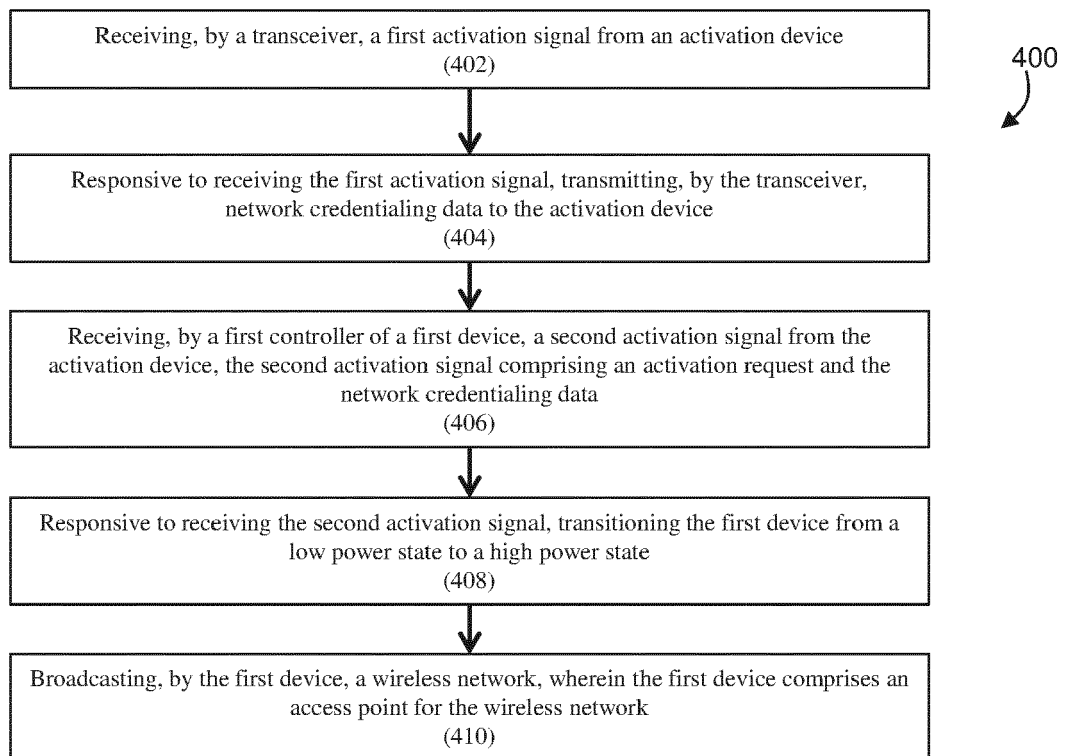 Receiving, by a transceiver, a first activation signal from an activation device
(402)
400
Responsive to receiving the first activation signal, transmitting, by the transceiver,
network credentialing data to the activation device
(404)
Receiving, by a first controller of a first device, a second activation signal from the
activation device, the second activation signal comprising an activation request and the
network credentialing data
(406)
Responsive to receiving the second activation signal, transitioning the first device from a
low power state to a high power state
(408)
Broadcasting, by the first device, a wireless network, wherein the first device comprises an
access point for the wireless network
(410)